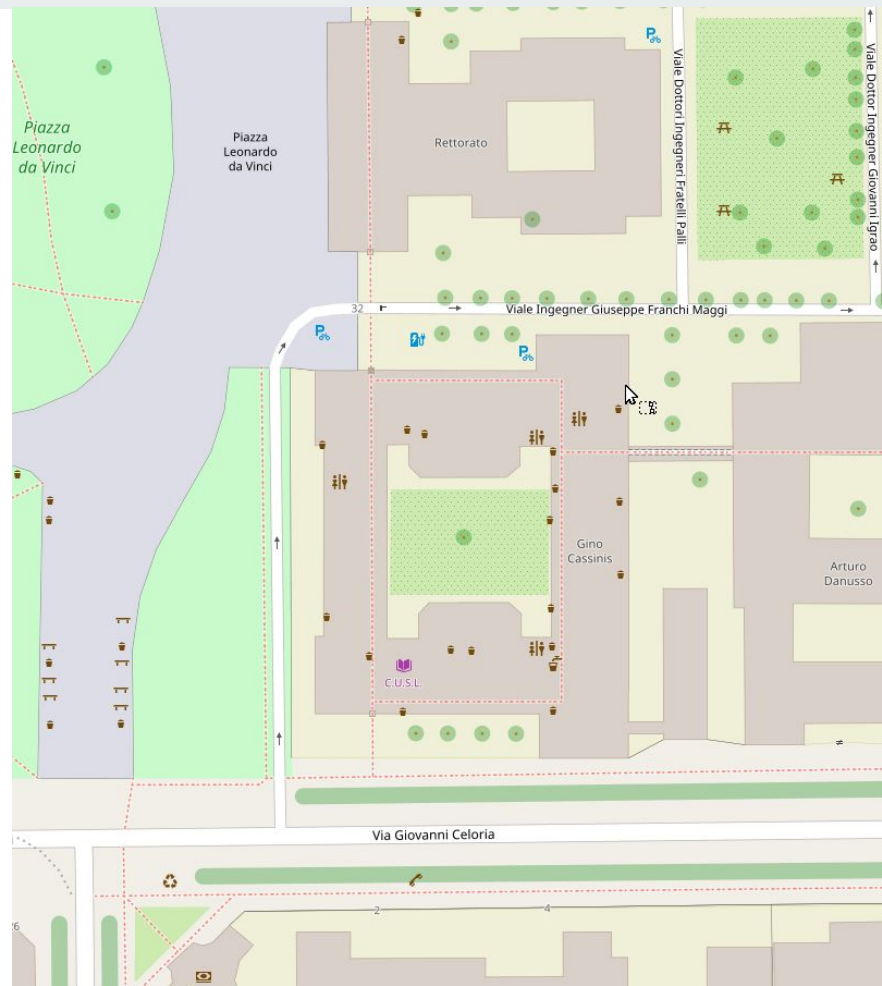 Piazza
Leonardo
da Vinci
Piazza
Leonardo
da Vinci
Rettorato
Viale Dottori Ingegneri Fratelli Palli
Viale Dottor Ingegner Giovanni Igrao
32
Viale Ingegner Giuseppe Franchi Maggi
Gino
Cassinis
Arturo
Danusso
C.U.S.L.
Via Giovanni Celoria
2
4
6